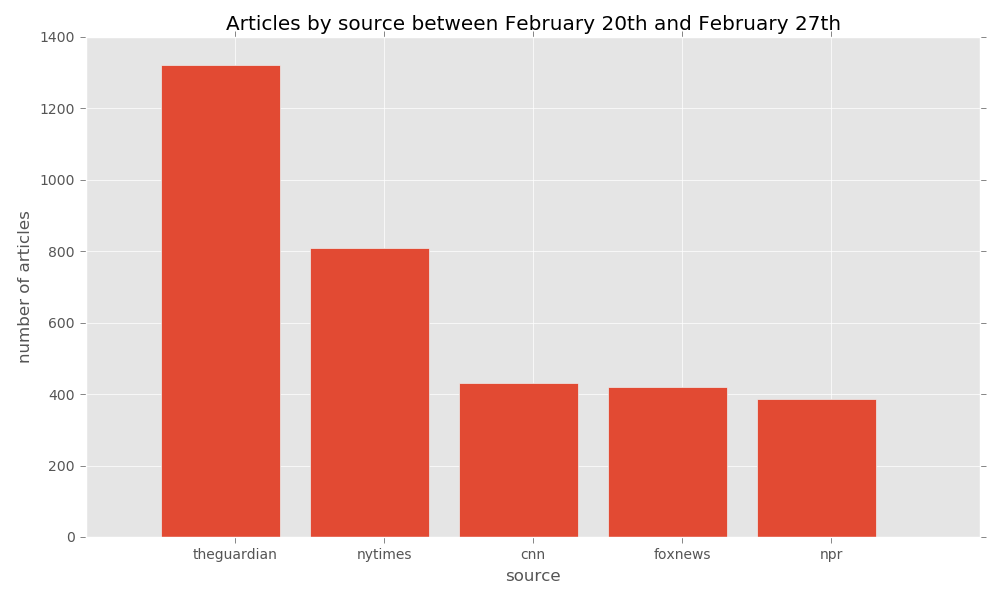 Articles by source between February 20th and February 27th
1400
1200
1000
800
600
400
200
0
number of articles
theguardian nytimes cnn foxnews npr
source